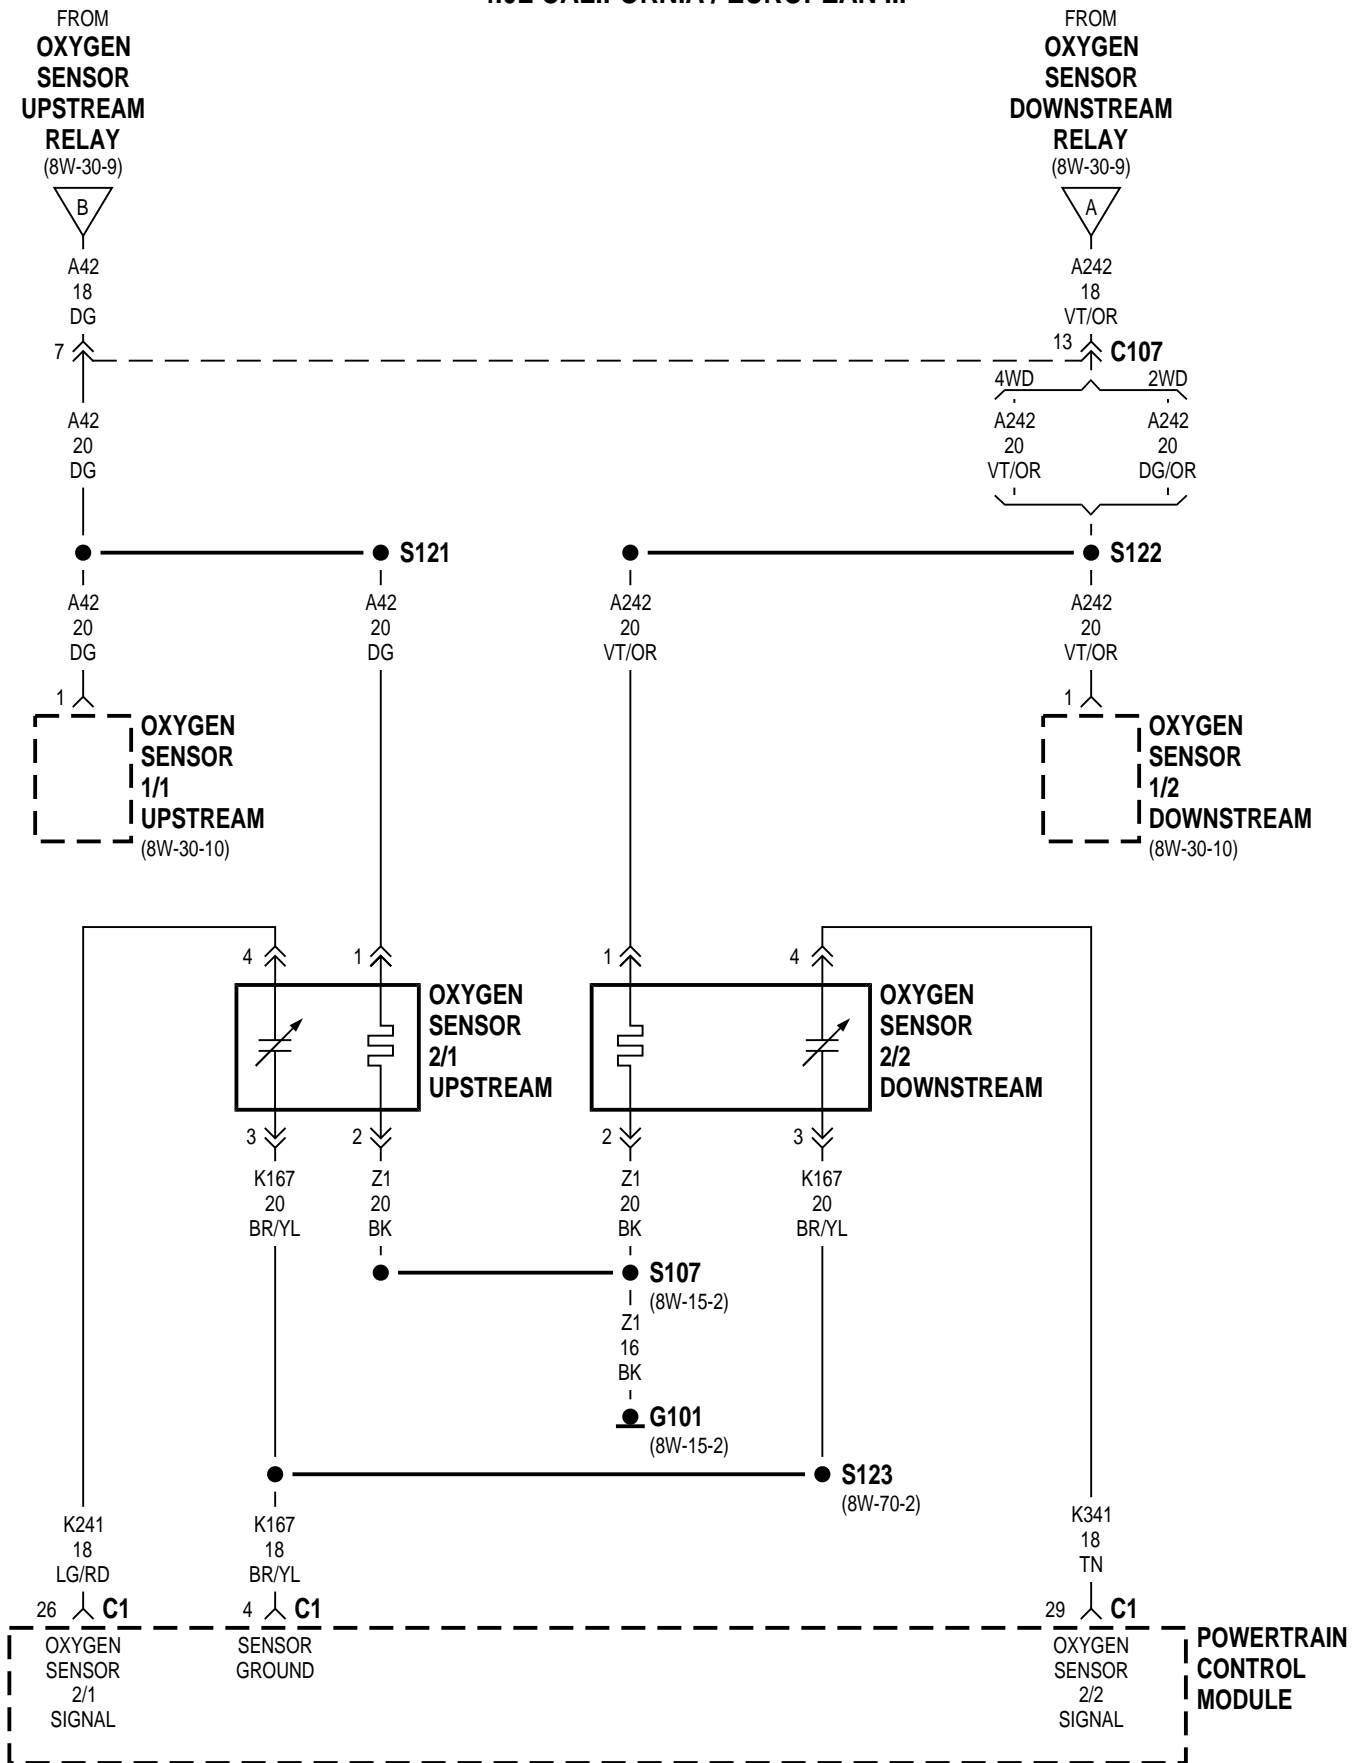 FROM
OXYGEN
SENSOR
UPSTREAM
RELAY
(8W-30-9)
B
A42
18
DG
7
A42
20
DG
FROM
OXYGEN
SENSOR
DOWNSTREAM
RELAY
(8W-30-9)
A
A242
18
VT/OR
13
C107
4WD
2WD
A242
20
VT/OR
A242
20
DG/OR
S121
S122
A42
20
DG
A42
20
DG
A242
20
VT/OR
A242
20
VT/OR
1
OXYGEN
SENSOR
1/1
UPSTREAM
(8W-30-10)
1
OXYGEN
SENSOR
1/2
DOWNSTREAM
(8W-30-10)
4
1
OXYGEN
SENSOR
2/1
UPSTREAM
1
4
OXYGEN
SENSOR
2/2
DOWNSTREAM
3
2
2
3
K167
20
BR/YL
Z1
20
BK
Z1
20
BK
K167
20
BR/YL
S107
(8W-15-2)
Z1
16
BK
G101
(8W-15-2)
S123
(8W-70-2)
K241
18
LG/RD
K167
18
BR/YL
K341
18
TN
26
C1
4
C1
29
C1
OXYGEN
SENSOR
2/1
SIGNAL
SENSOR
GROUND
OXYGEN
SENSOR
2/2
SIGNAL
POWERTRAIN
CONTROL
MODULE